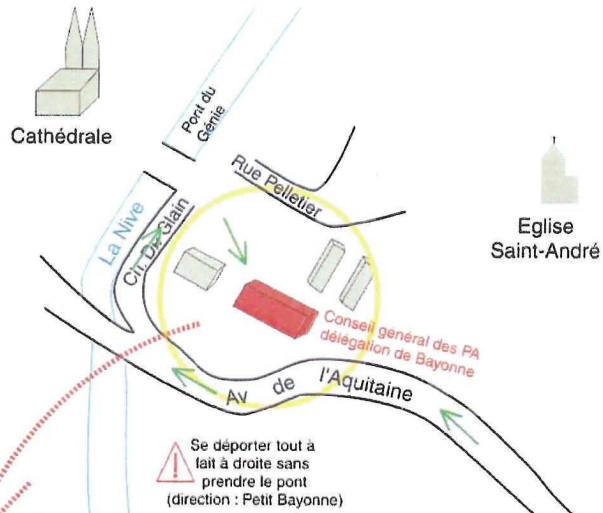 Cathédrale
Pont du
Génie
Rue Pelletier
La Nive
Ch. De Glain
Eglise
Saint-André
Conseil général des PA
délégation de Bayonne
Av de l'Aquitaine
Se déporter tout à
fait à droite sans
prendre le pont
(direction : Petit Bayonne)